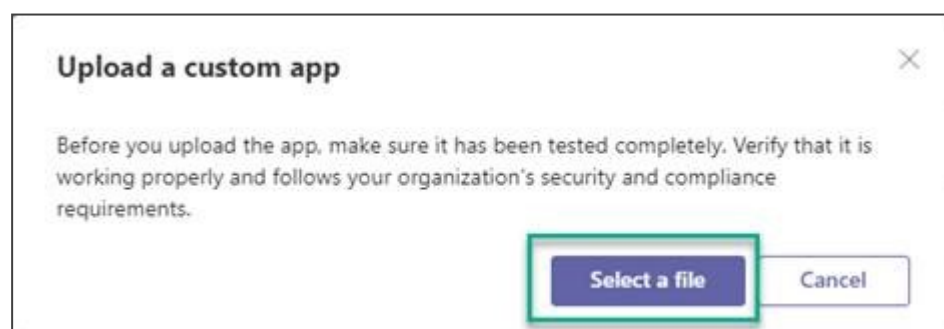 Upload a custom app
Before you upload the app, make sure it has been tested completely. Verify that it is
working properly and follows your organization's security and compliance
requirements.
Select a file
Cancel